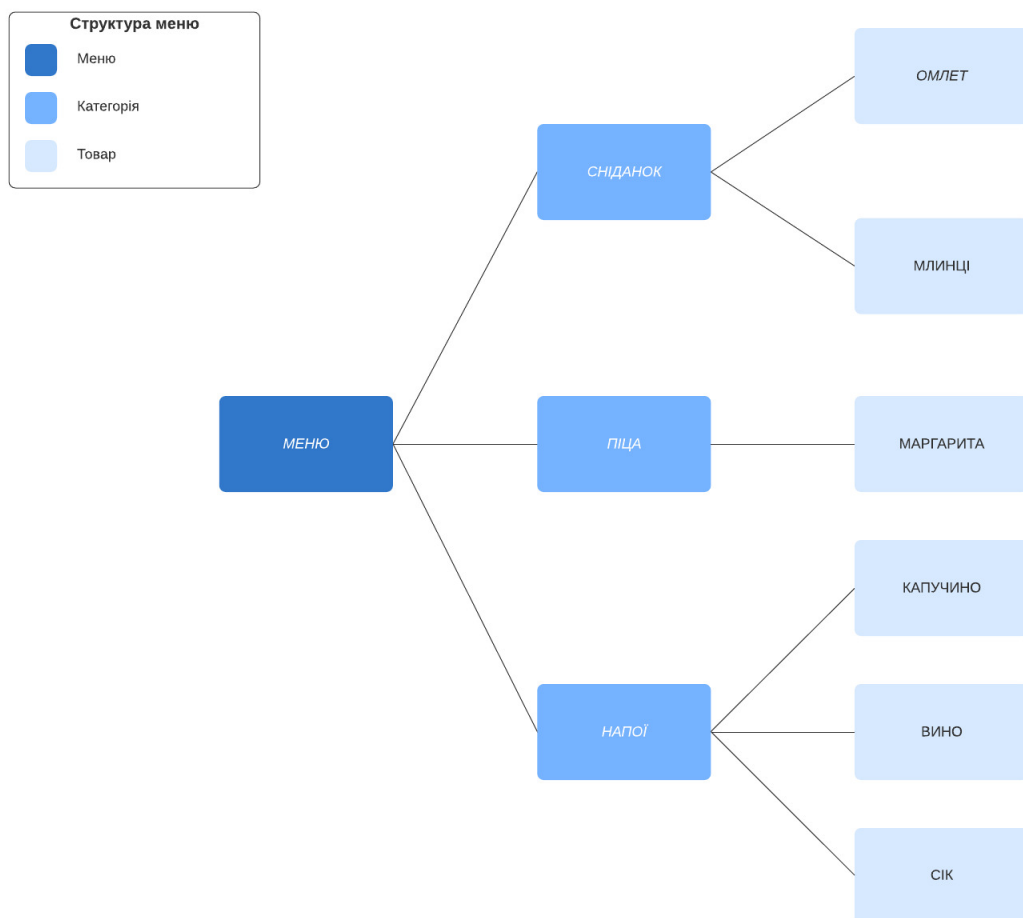 Структура меню
Меню
Категорія
Товар
ОМЛЕТ
СНІДАНОК
МЛИНЦІ
МЕНЮ
ПІЦА
МАРГАРИТА
КАПУЧИНО
НАПОЇ
ВИНО
СІК